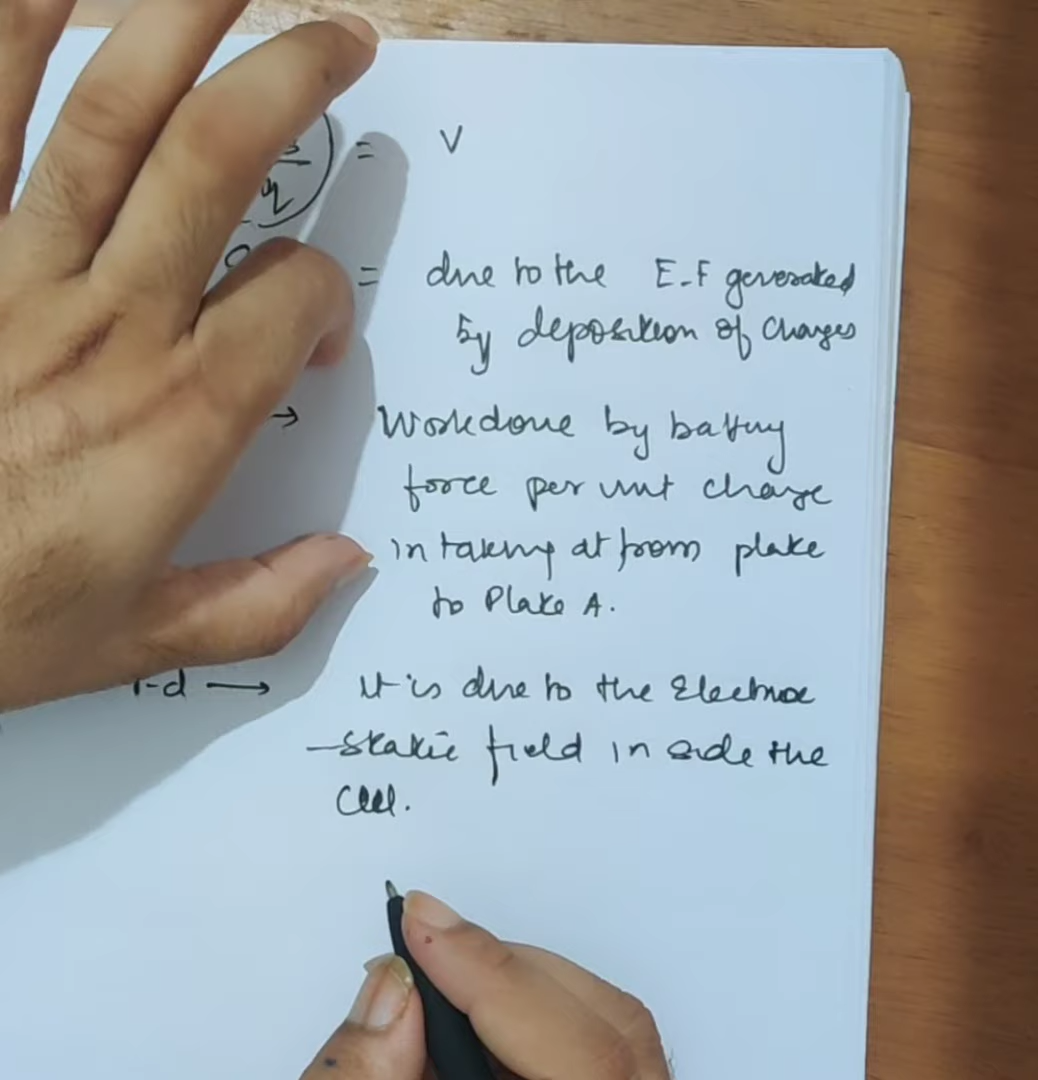 = V
= due to the E-F generated
by deposition of charges
→ Workdone by battery
force per unit charge
in taking at from plate
to Plate A.
→ It is due to the Electro
-static field in side the
Cell.